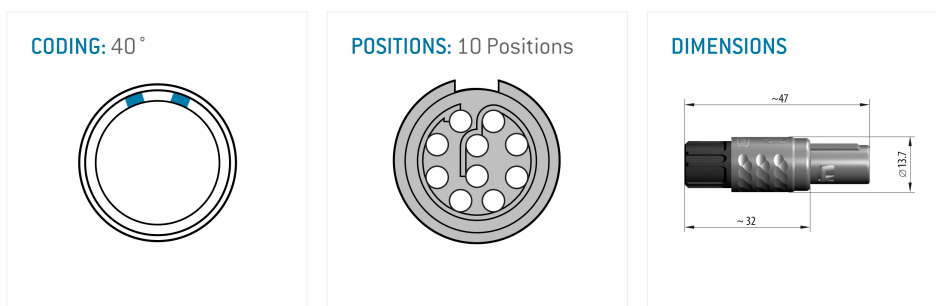 CODING: 40°
POSITIONS: 10 Positions
DIMENSIONS
~47
⌀13.7
~ 32